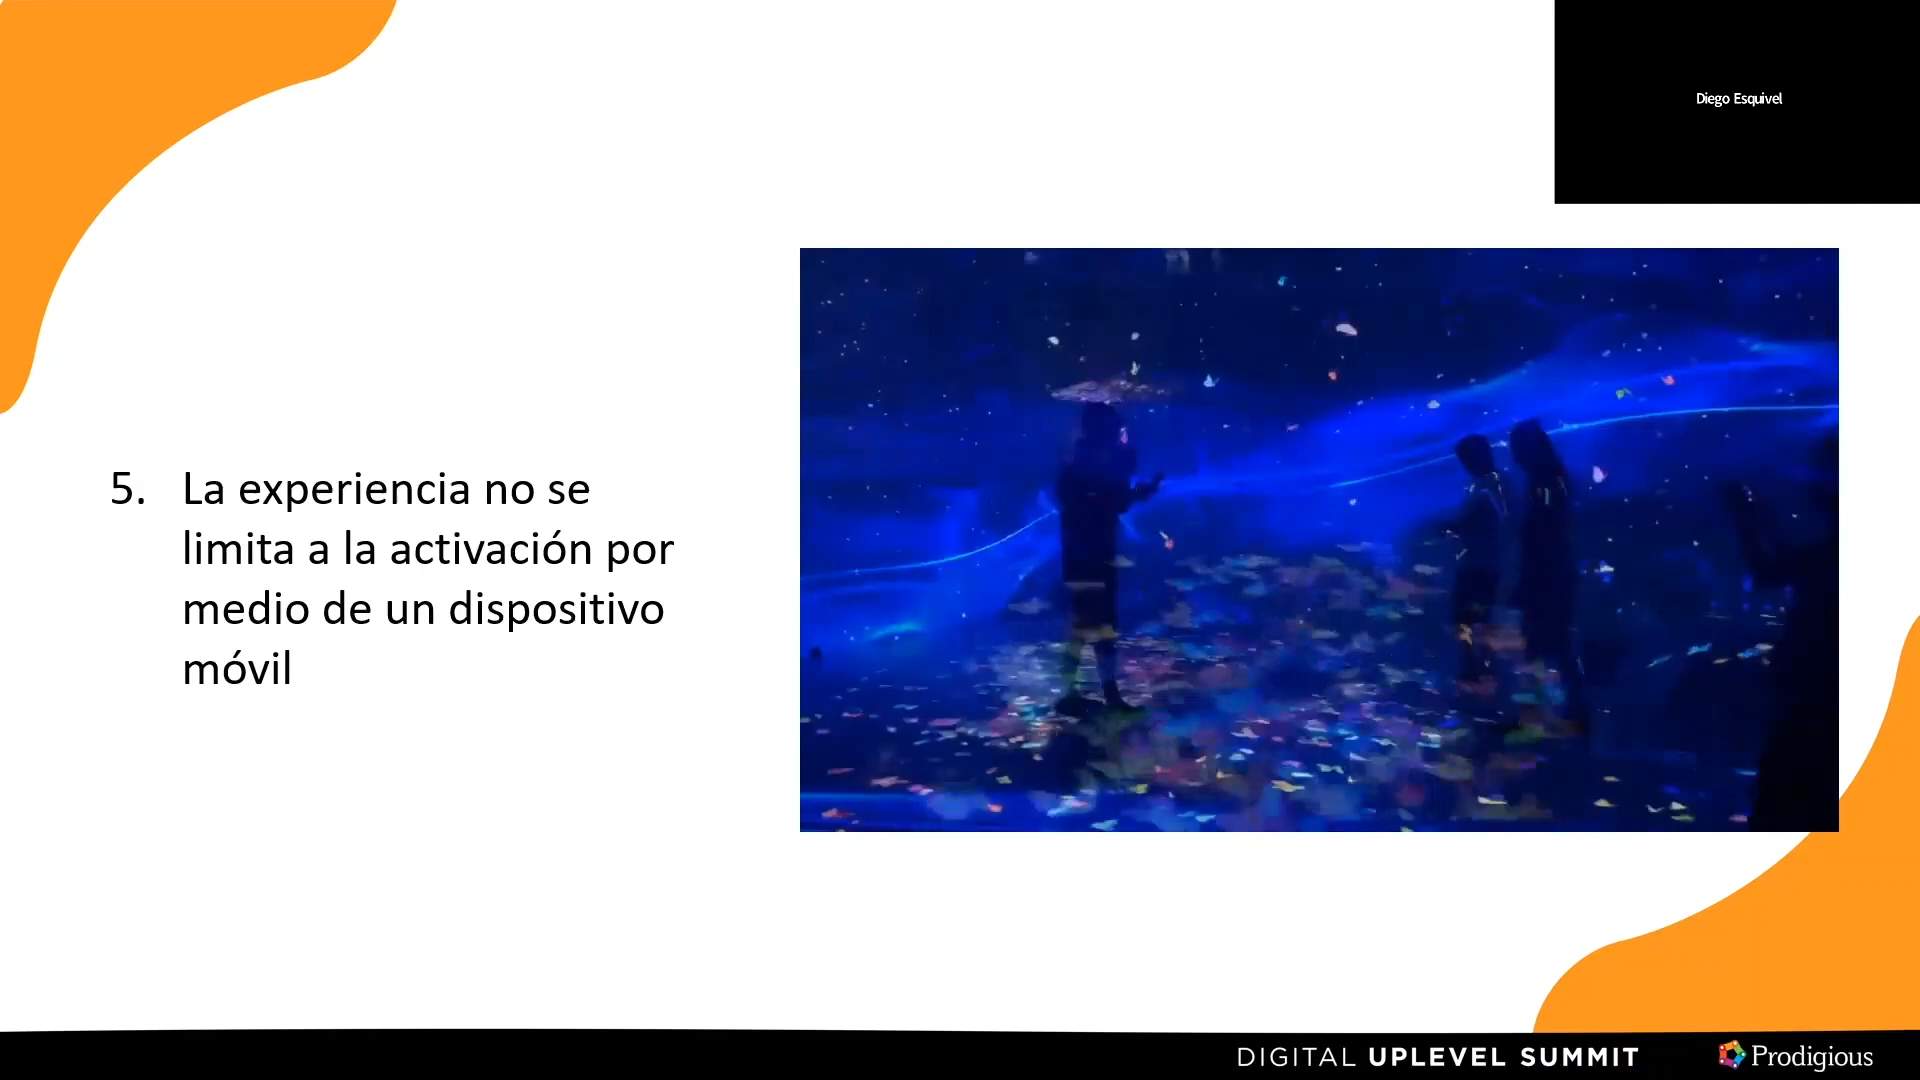 Diego Esquivel
5. La experiencia no se
limita a la activación por
medio de un dispositivo
móvil
DIGITAL UPLEVEL SUMMIT
Prodigious